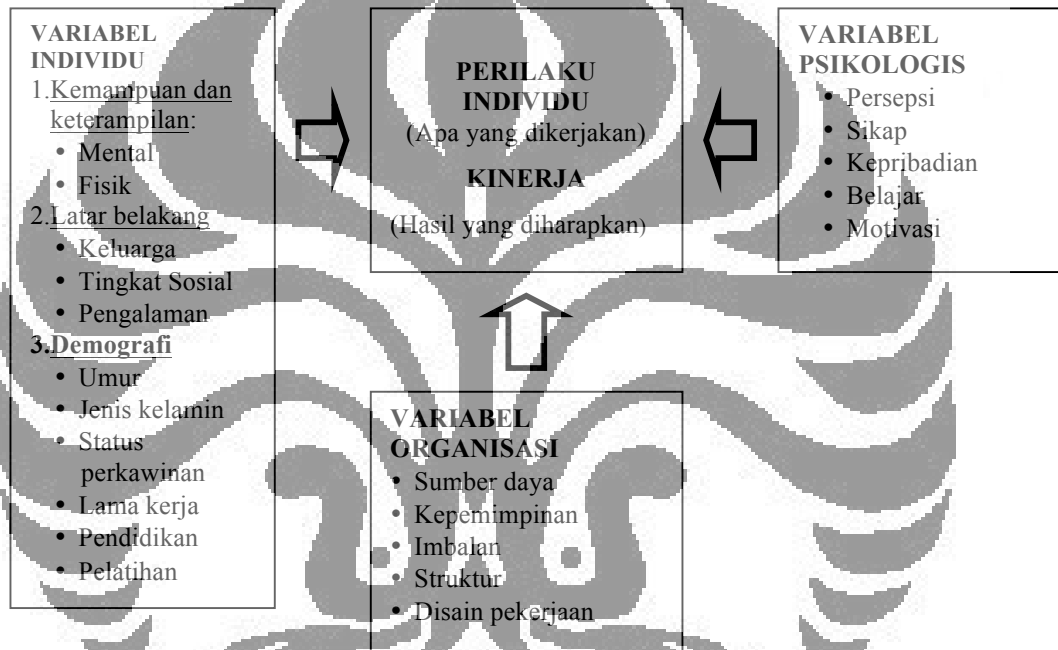 VARIABEL
INDIVIDU
1.Kemampuan dan
keterampilan:
• Mental
• Fisik
2.Latar belakang
• Keluarga
• Tingkat Sosial
• Pengalaman
3.Demografi
• Umur
• Jenis kelamin
• Status
perkawinan
• Lama kerja
• Pendidikan
• Pelatihan
PERILAKU
INDIVIDU
(Apa yang dikerjakan)
KINERJA
(Hasil yang diharapkan)
VARIABEL
PSIKOLOGIS
• Persepsi
• Sikap
• Kepribadian
• Belajar
• Motivasi
VARIABEL
ORGANISASI
• Sumber daya
• Kepemimpinan
• Imbalan
• Struktur
• Disain pekerjaan